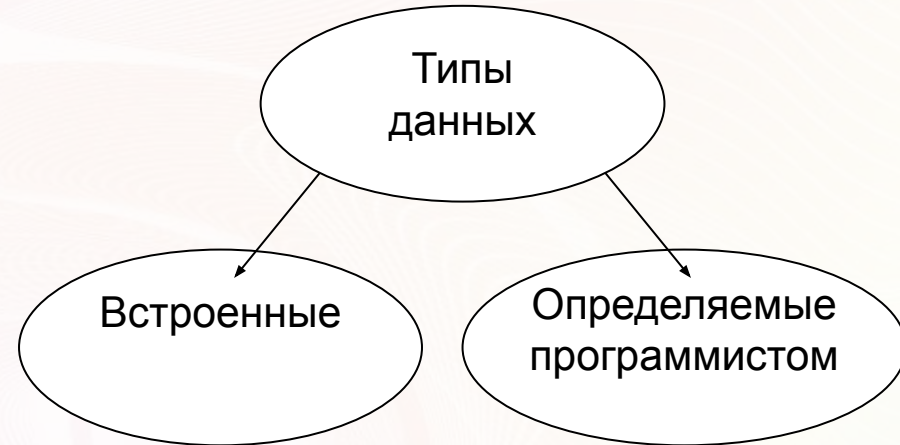 Типы
данных
Встроенные
Определяемые
программистом